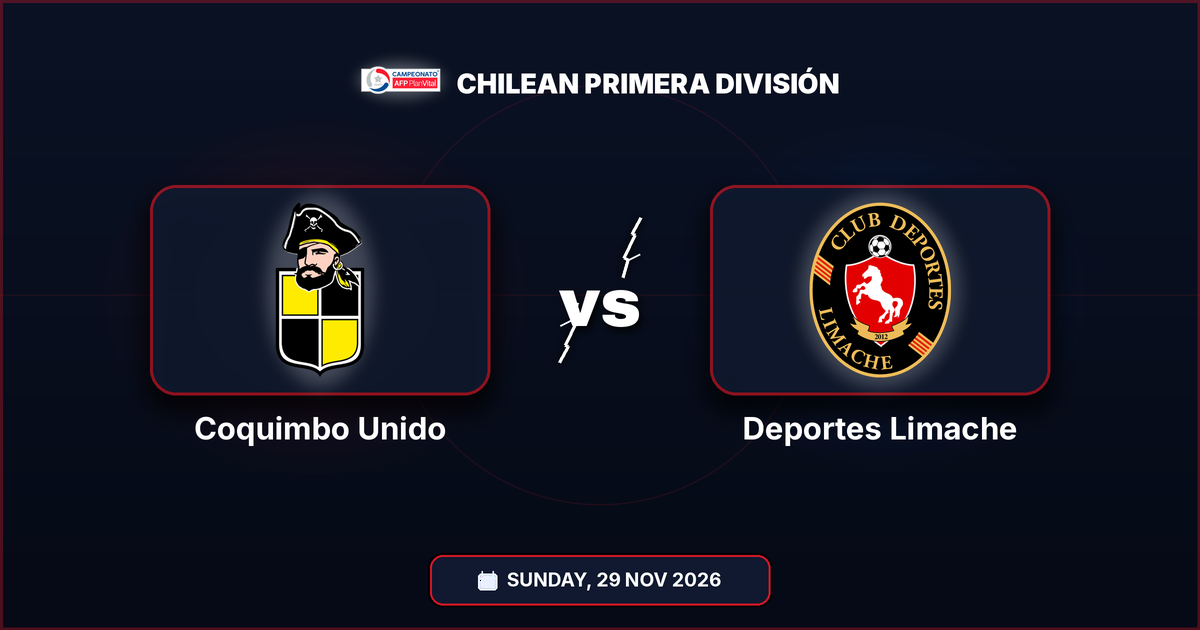 CAMPEONATO
AFP PlanVital
CHILEAN PRIMERA DIVISIÓN
vs
CLUB DEPORTES
LIMACHE
2012
Coquimbo Unido
Deportes Limache
SUNDAY, 29 NOV 2026